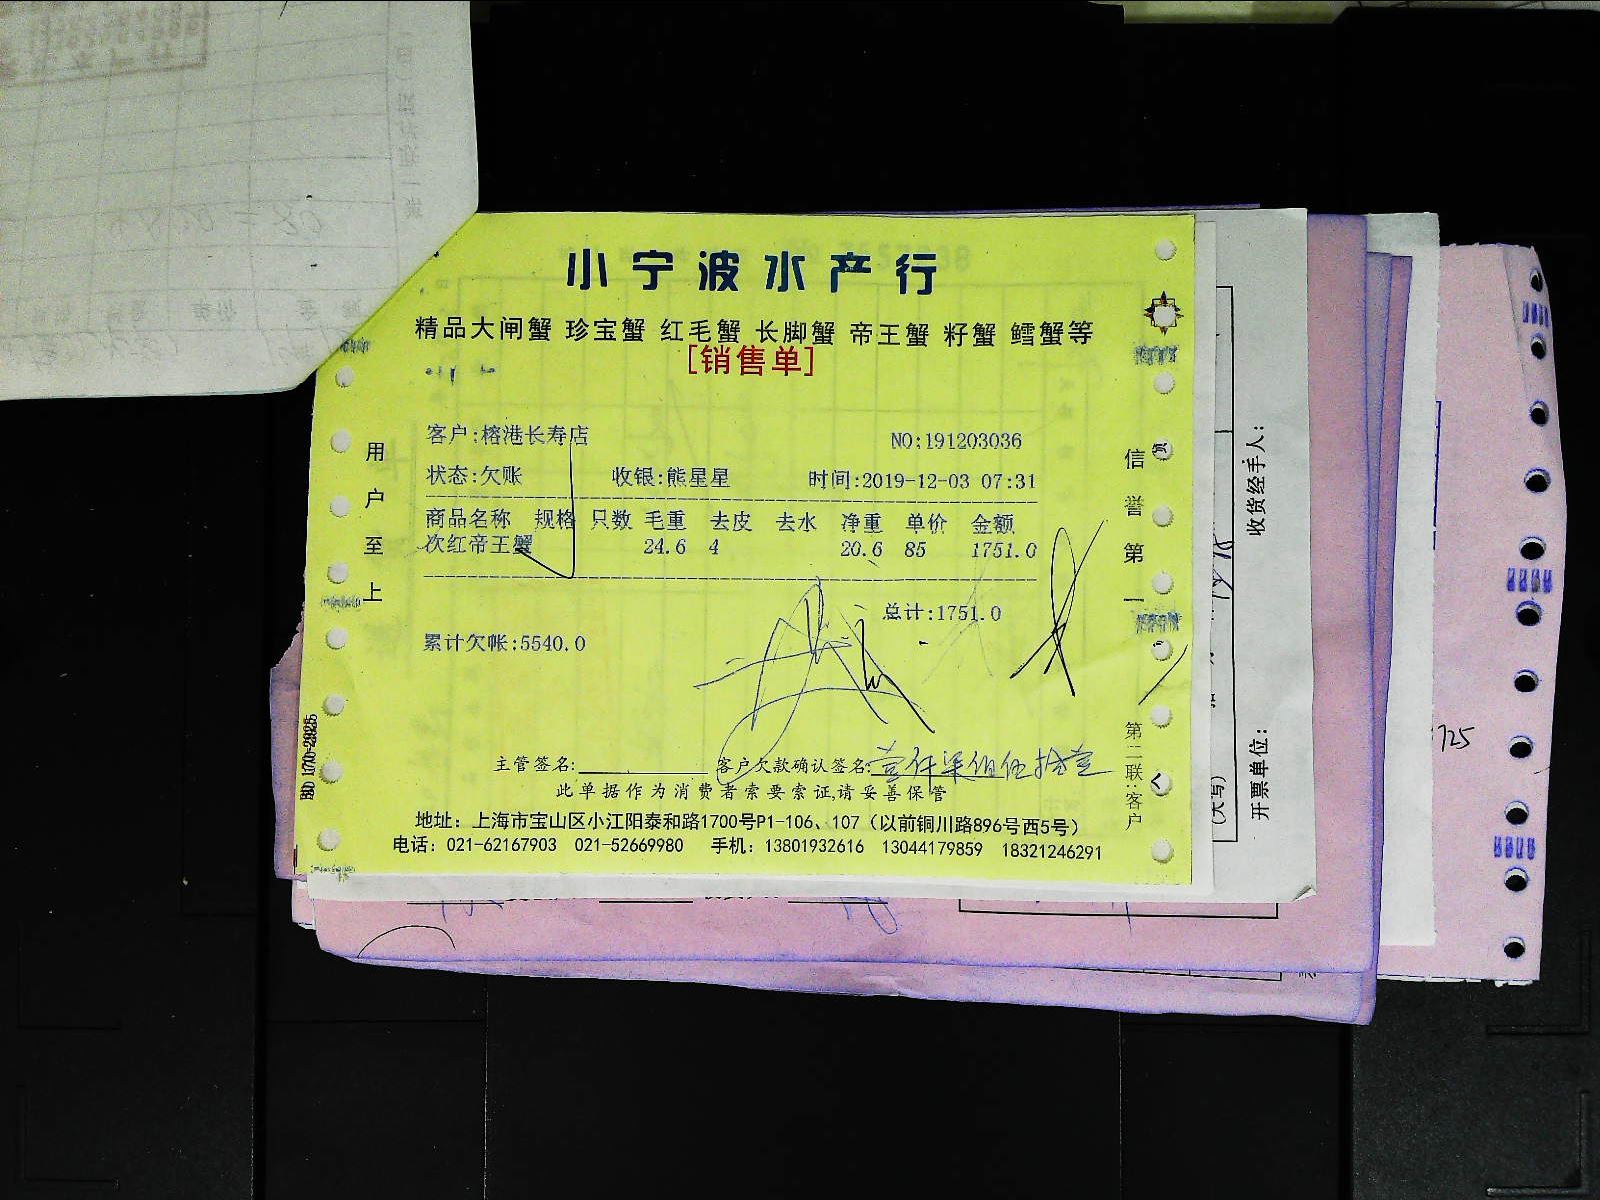 小宁波水产行
精品大闸蟹 珍宝蟹 红毛蟹 长脚蟹 帝王蟹 籽蟹 鳕蟹等
[销售单]
客户:榕港长寿店 NO:191203036
状态:欠账 收银:熊星星 时间:2019-12-03 07:31
商品名称 规格 只数 毛重 去皮 去水 净重 单价 金额
次红帝王蟹 24.6 4 20.6 85 1751.0
总计:1751.0
累计欠帐:5540.0
主管签名: 客户欠款确认签名:壹仟柒佰伍拾壹
此单据作为消费者索要索证,请妥善保管
地址：上海市宝山区小江阳泰和路1700号P1-106、107（以前铜川路896号西5号）
电话：021-62167903 021-52669980 手机：13801932616 13044179859 18321246291
用户至上
信誉第一
第二联:客户
收货经手人：
开票单位：
(大写)
725